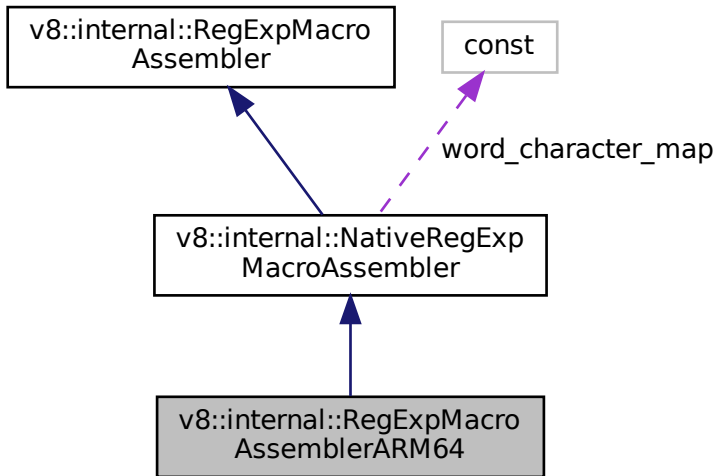 v8::internal::RegExpMacro
Assembler
const
word_character_map
v8::internal::NativeRegExp
MacroAssembler
v8::internal::RegExpMacro
AssemblerARM64